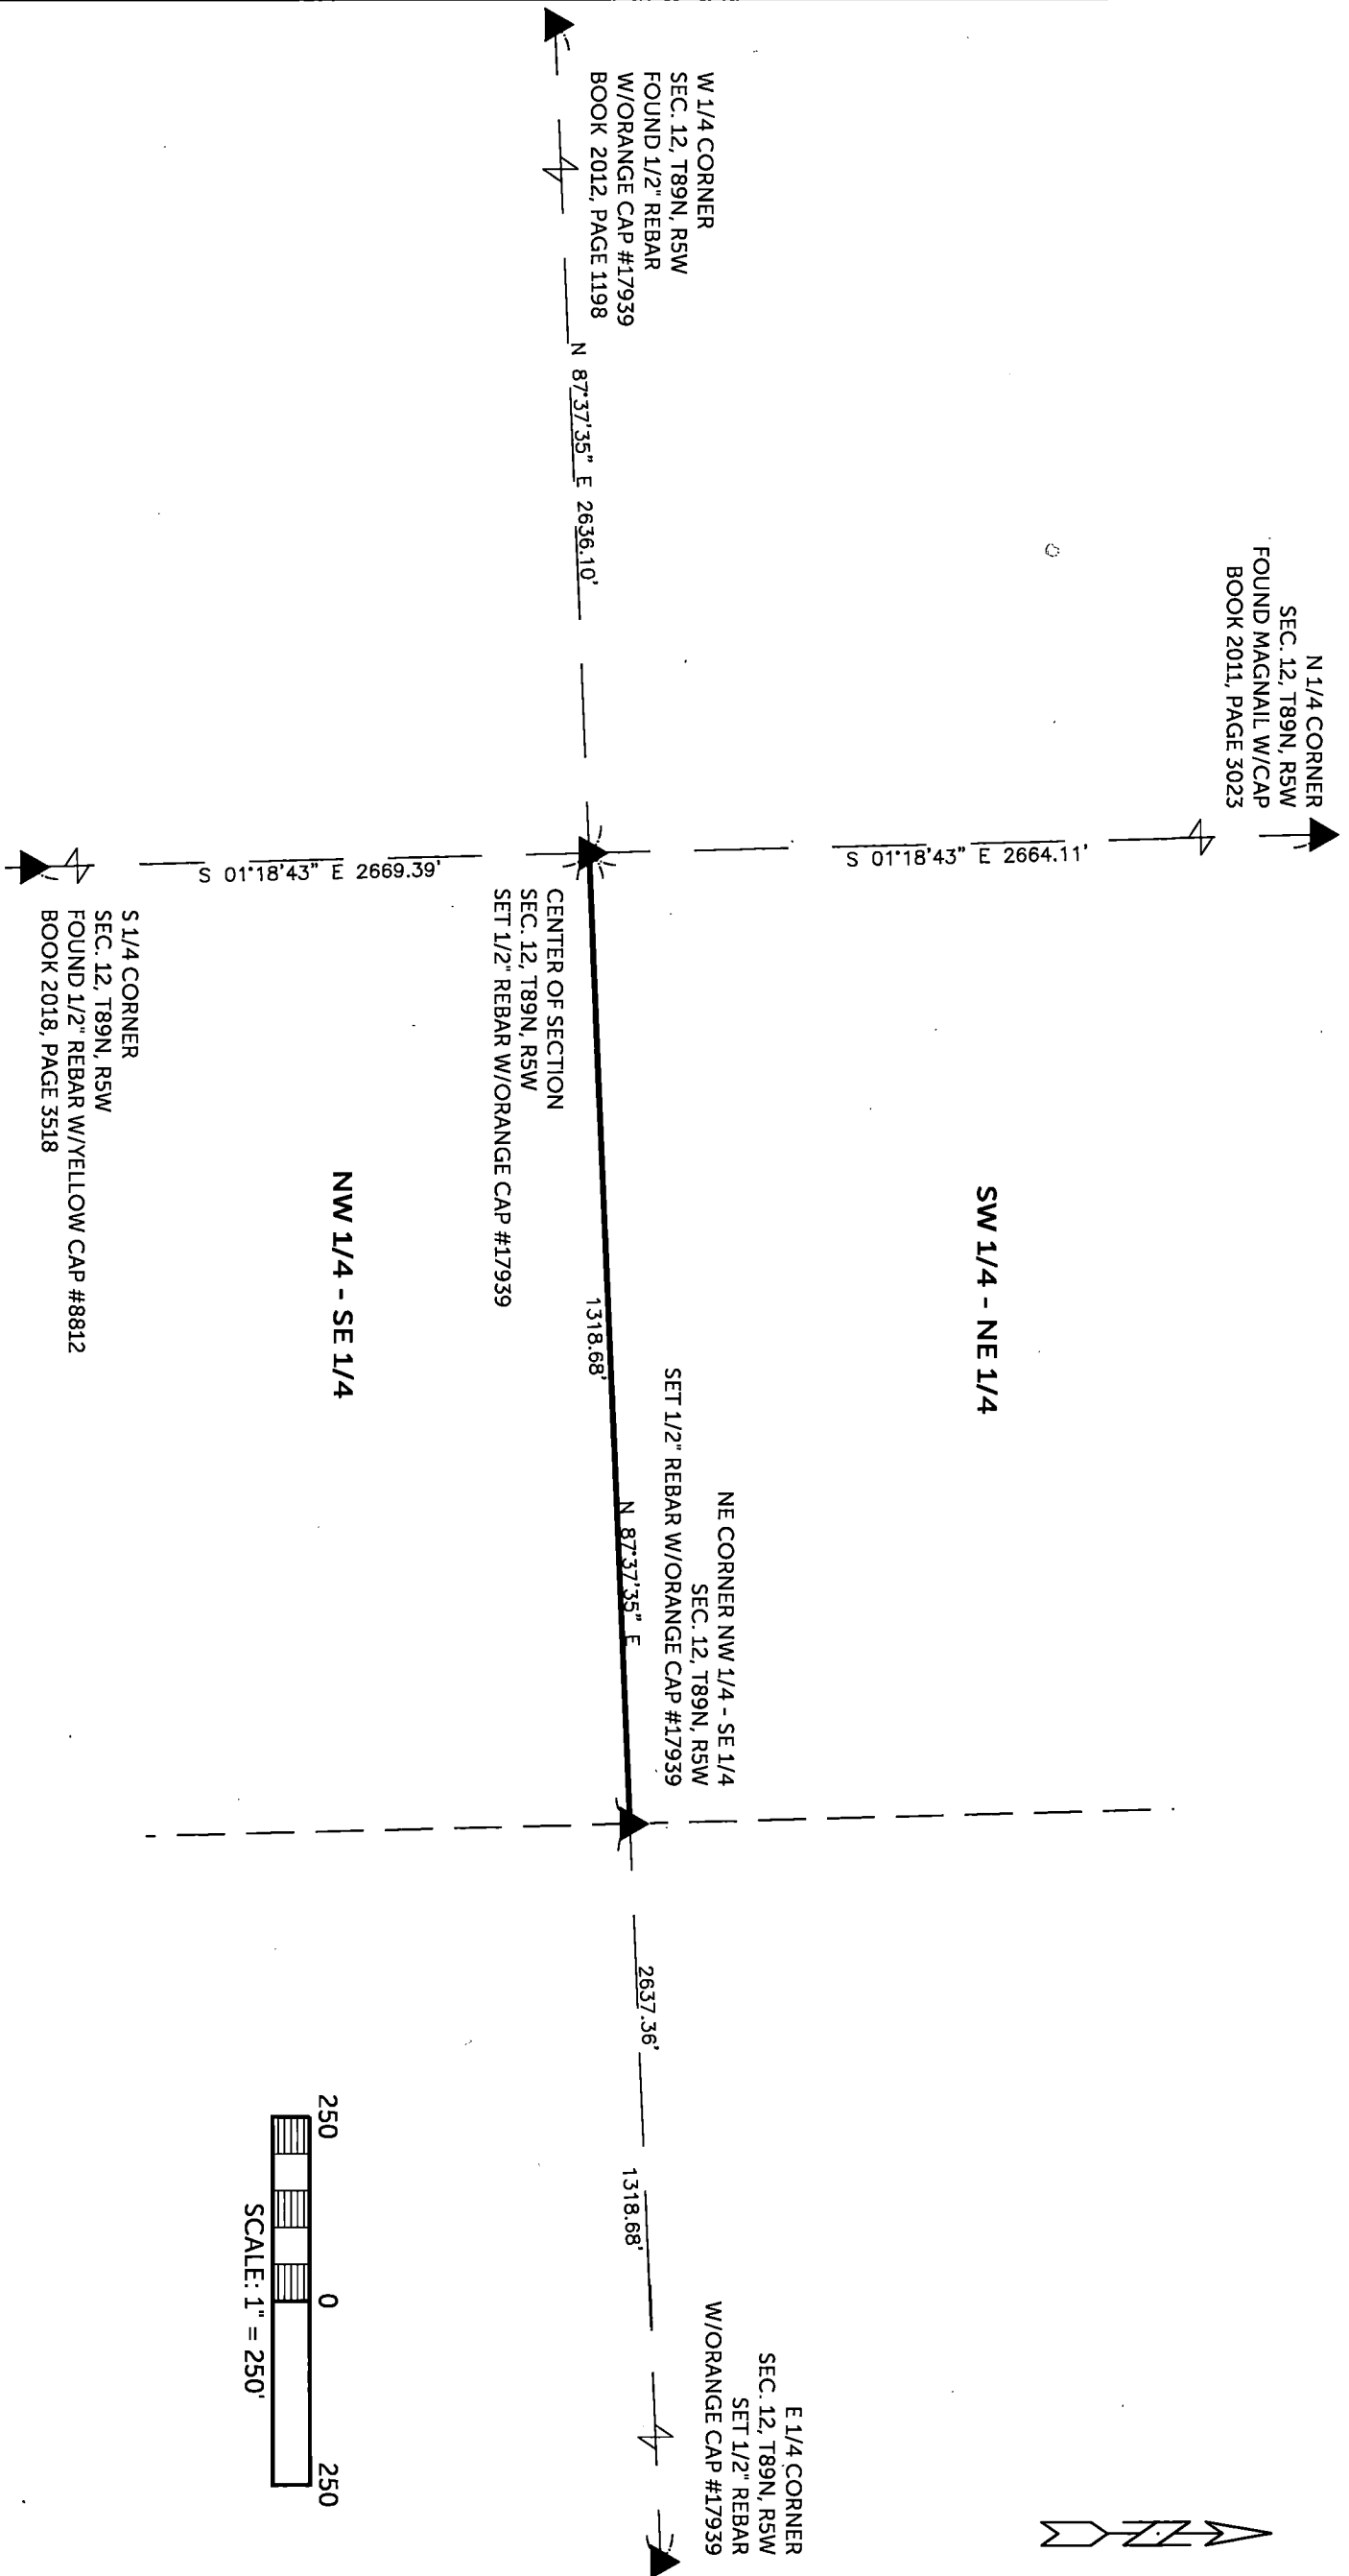 N 1/4 CORNER
SEC. 12, T89N, R5W
FOUND MAGNAIL W/CAP
BOOK 2011, PAGE 3023
S 01°18'43" E 2664.11'
SW 1/4 - NE 1/4
W 1/4 CORNER
SEC. 12, T89N, R5W
FOUND 1/2" REBAR
W/ORANGE CAP #17939
BOOK 2012, PAGE 1198
N 87°37'35" E 2636.10'
NE CORNER NW 1/4 - SE 1/4
SEC. 12, T89N, R5W
SET 1/2" REBAR W/ORANGE CAP #17939
E 1/4 CORNER
SEC. 12, T89N, R5W
SET 1/2" REBAR
W/ORANGE CAP #17939
2637.36'
N 87°37'35" E
1318.68'
1318.68'
CENTER OF SECTION
SEC. 12, T89N, R5W
SET 1/2" REBAR W/ORANGE CAP #17939
S 01°18'43" E 2669.39'
NW 1/4 - SE 1/4
250 0 250
SCALE: 1" = 250'
S 1/4 CORNER
SEC. 12, T89N, R5W
FOUND 1/2" REBAR W/YELLOW CAP #8812
BOOK 2018, PAGE 3518
N